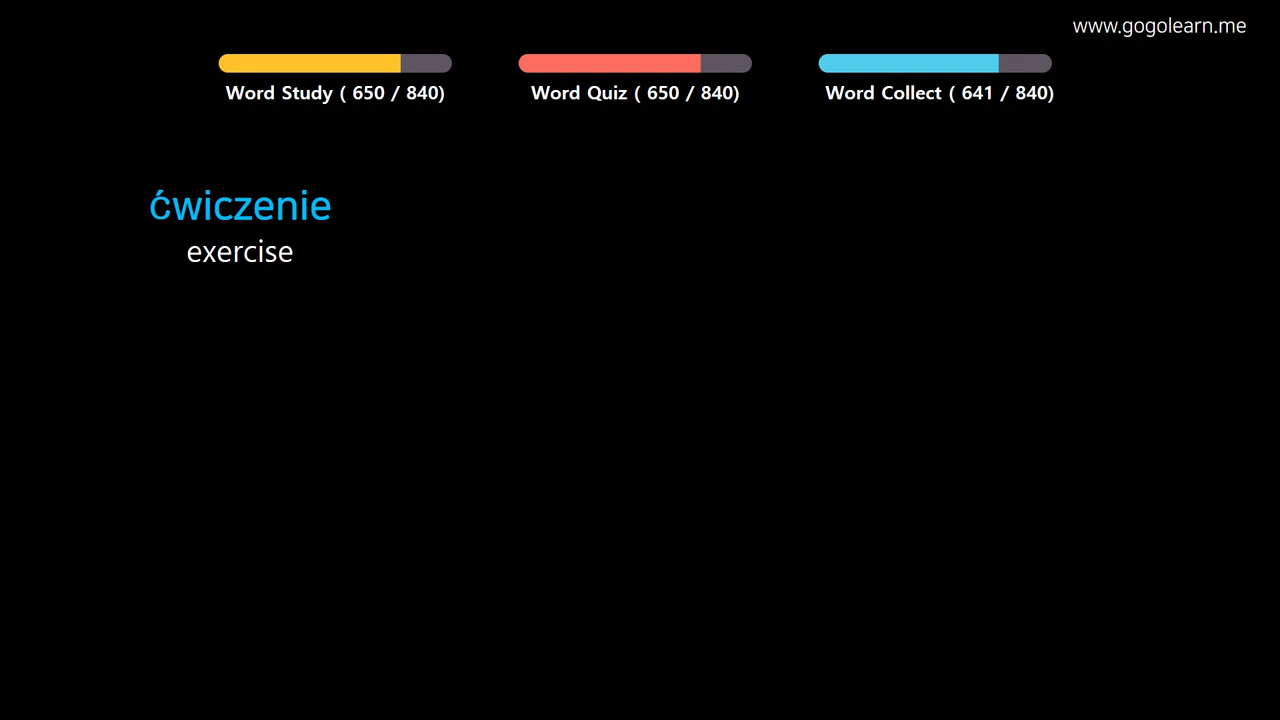 www.gogolearn.me
Word Study ( 650 / 840)
Word Quiz ( 650 / 840)
Word Collect ( 641 / 840)
ćwiczenie
exercise